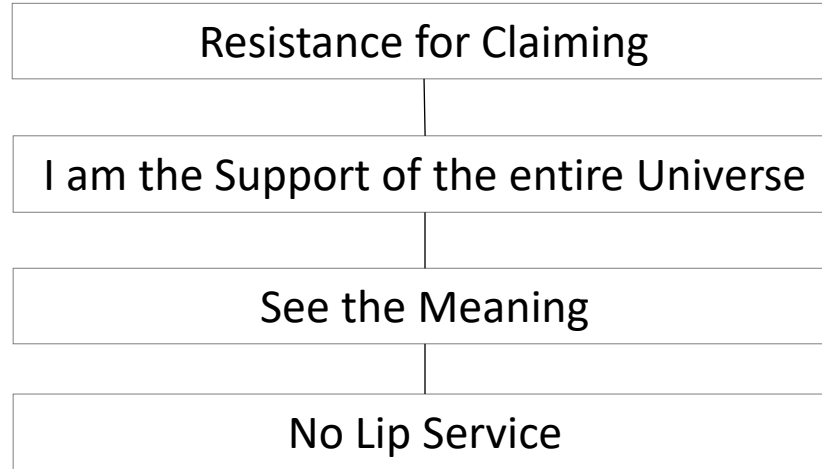 Resistance for Claiming
I am the Support of the entire Universe
See the Meaning
No Lip Service